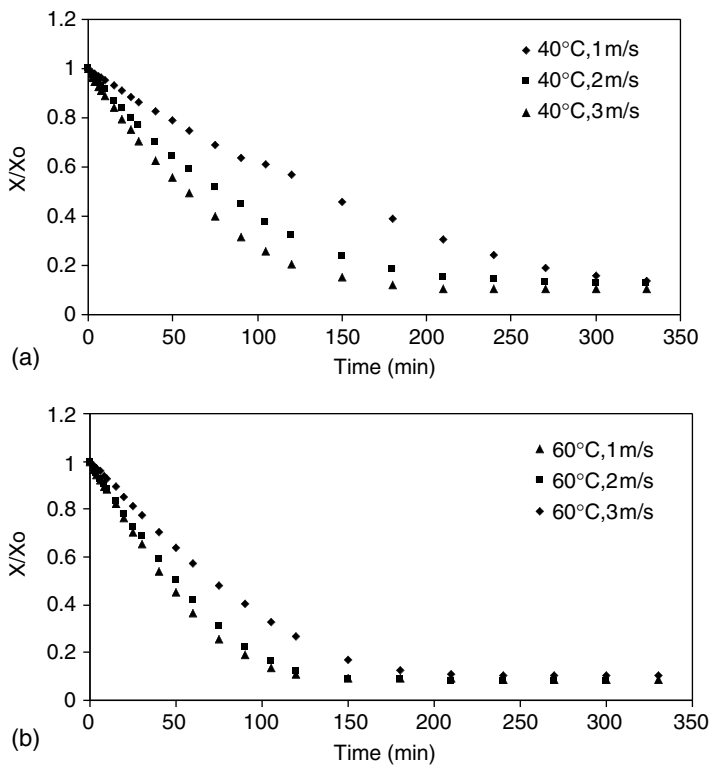 1.2
1
0.8
0.6
0.4
0.2
0
X/Xo
40°C,1m/s
40°C,2m/s
40°C,3m/s
0 50 100 150 200 250 300 350
Time (min)
(a)
1.2
1
0.8
0.6
0.4
0.2
0
X/Xo
60°C,1m/s
60°C,2m/s
60°C,3m/s
0 50 100 150 200 250 300 350
Time (min)
(b)